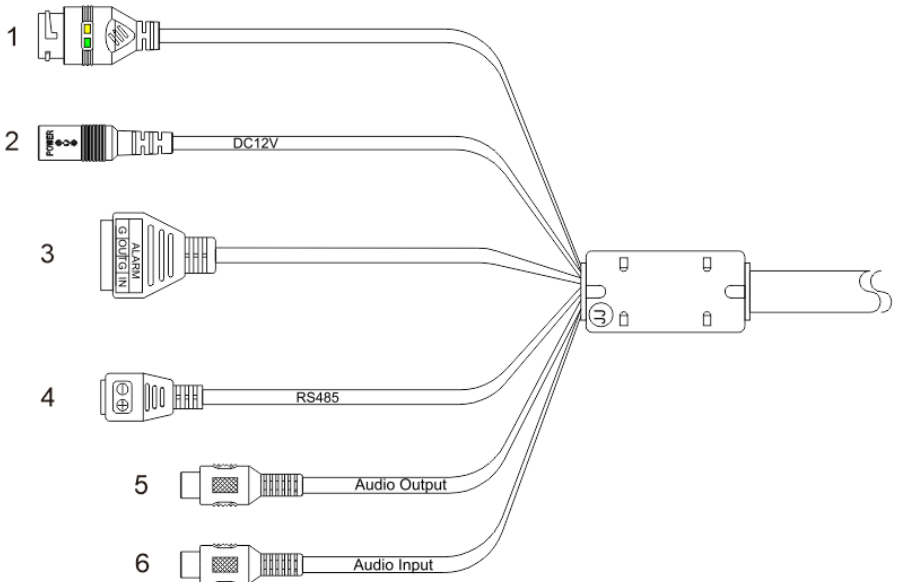 1
2
POWER
DC12V
3
ALARM
G OUT G IN
4
RS485
5
Audio Output
6
Audio Input